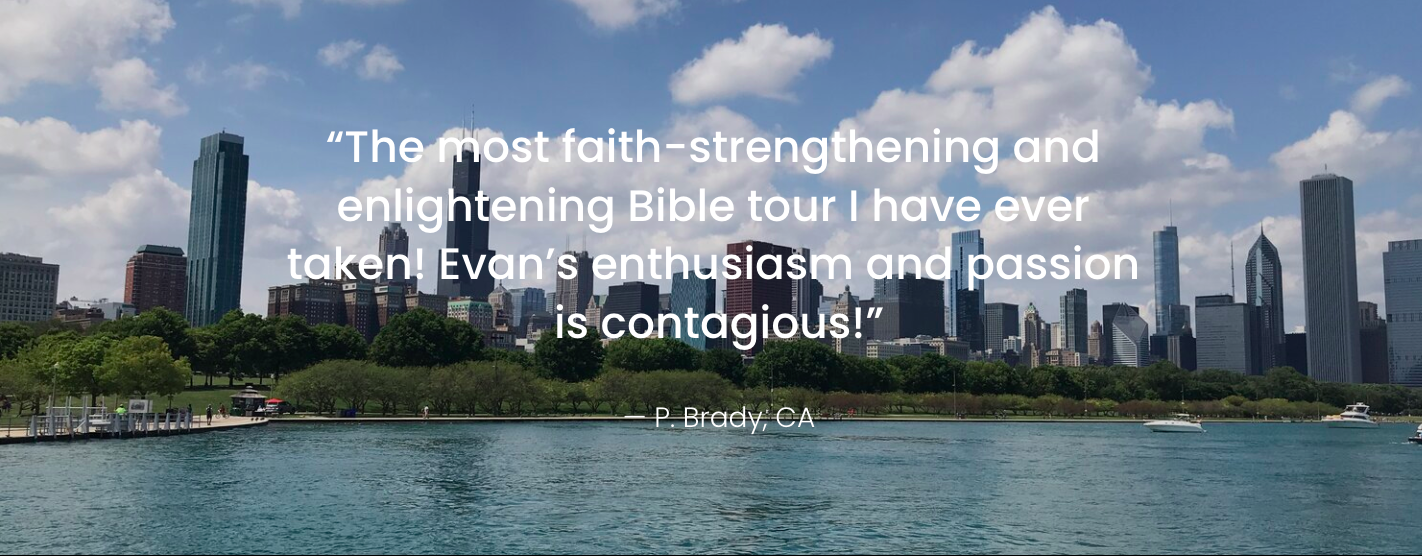 “The most faith-strengthening and
enlightening Bible tour I have ever
taken! Evan’s enthusiasm and passion
is contagious!”
— P. Brady, CA